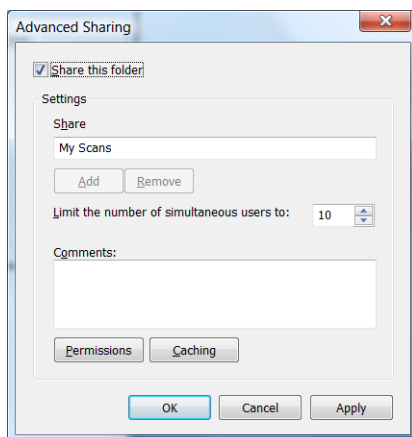 Advanced Sharing
Share this folder
Settings
Share
My Scans
Add Remove
Limit the number of simultaneous users to: 10
Comments:
Permissions Caching
OK Cancel Apply